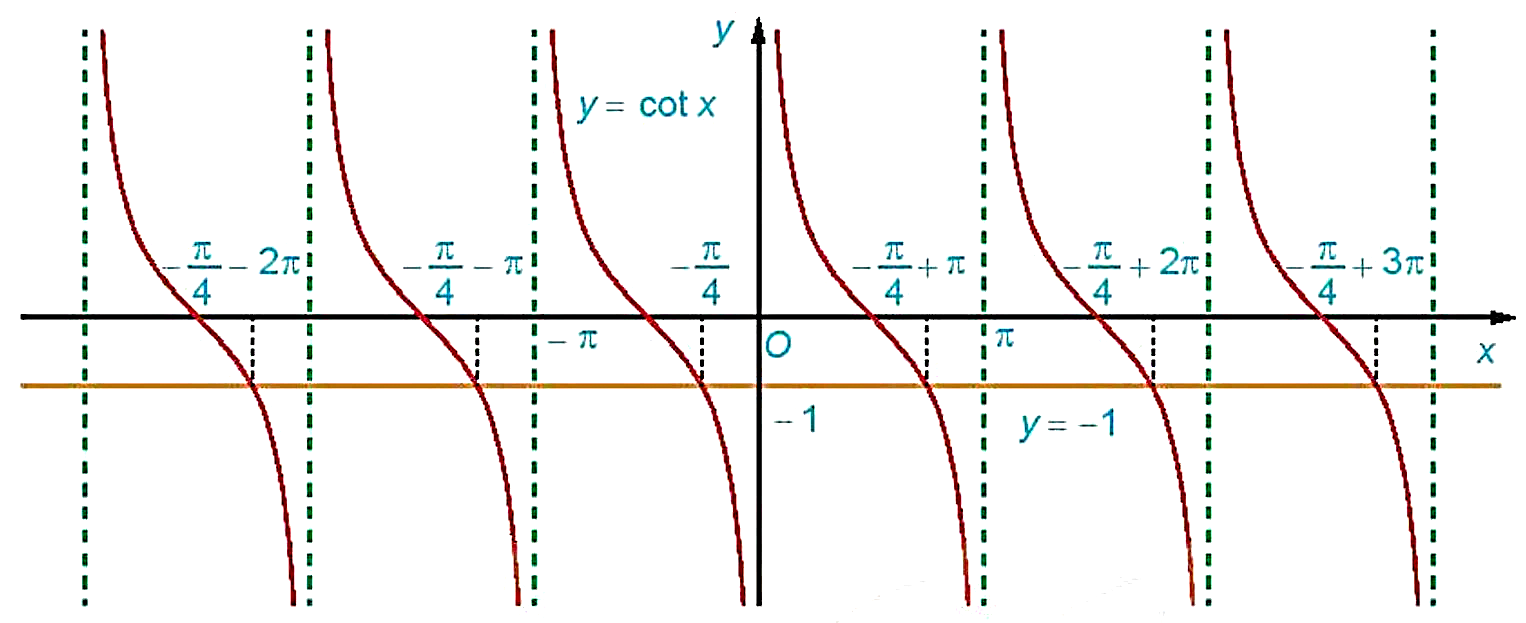 y
y = cot x
-π/4 - 2π
-π/4 - π
-π/4
-π/4 + π
-π/4 + 2π
-π/4 + 3π
-π
O
π
x
-1
y = -1